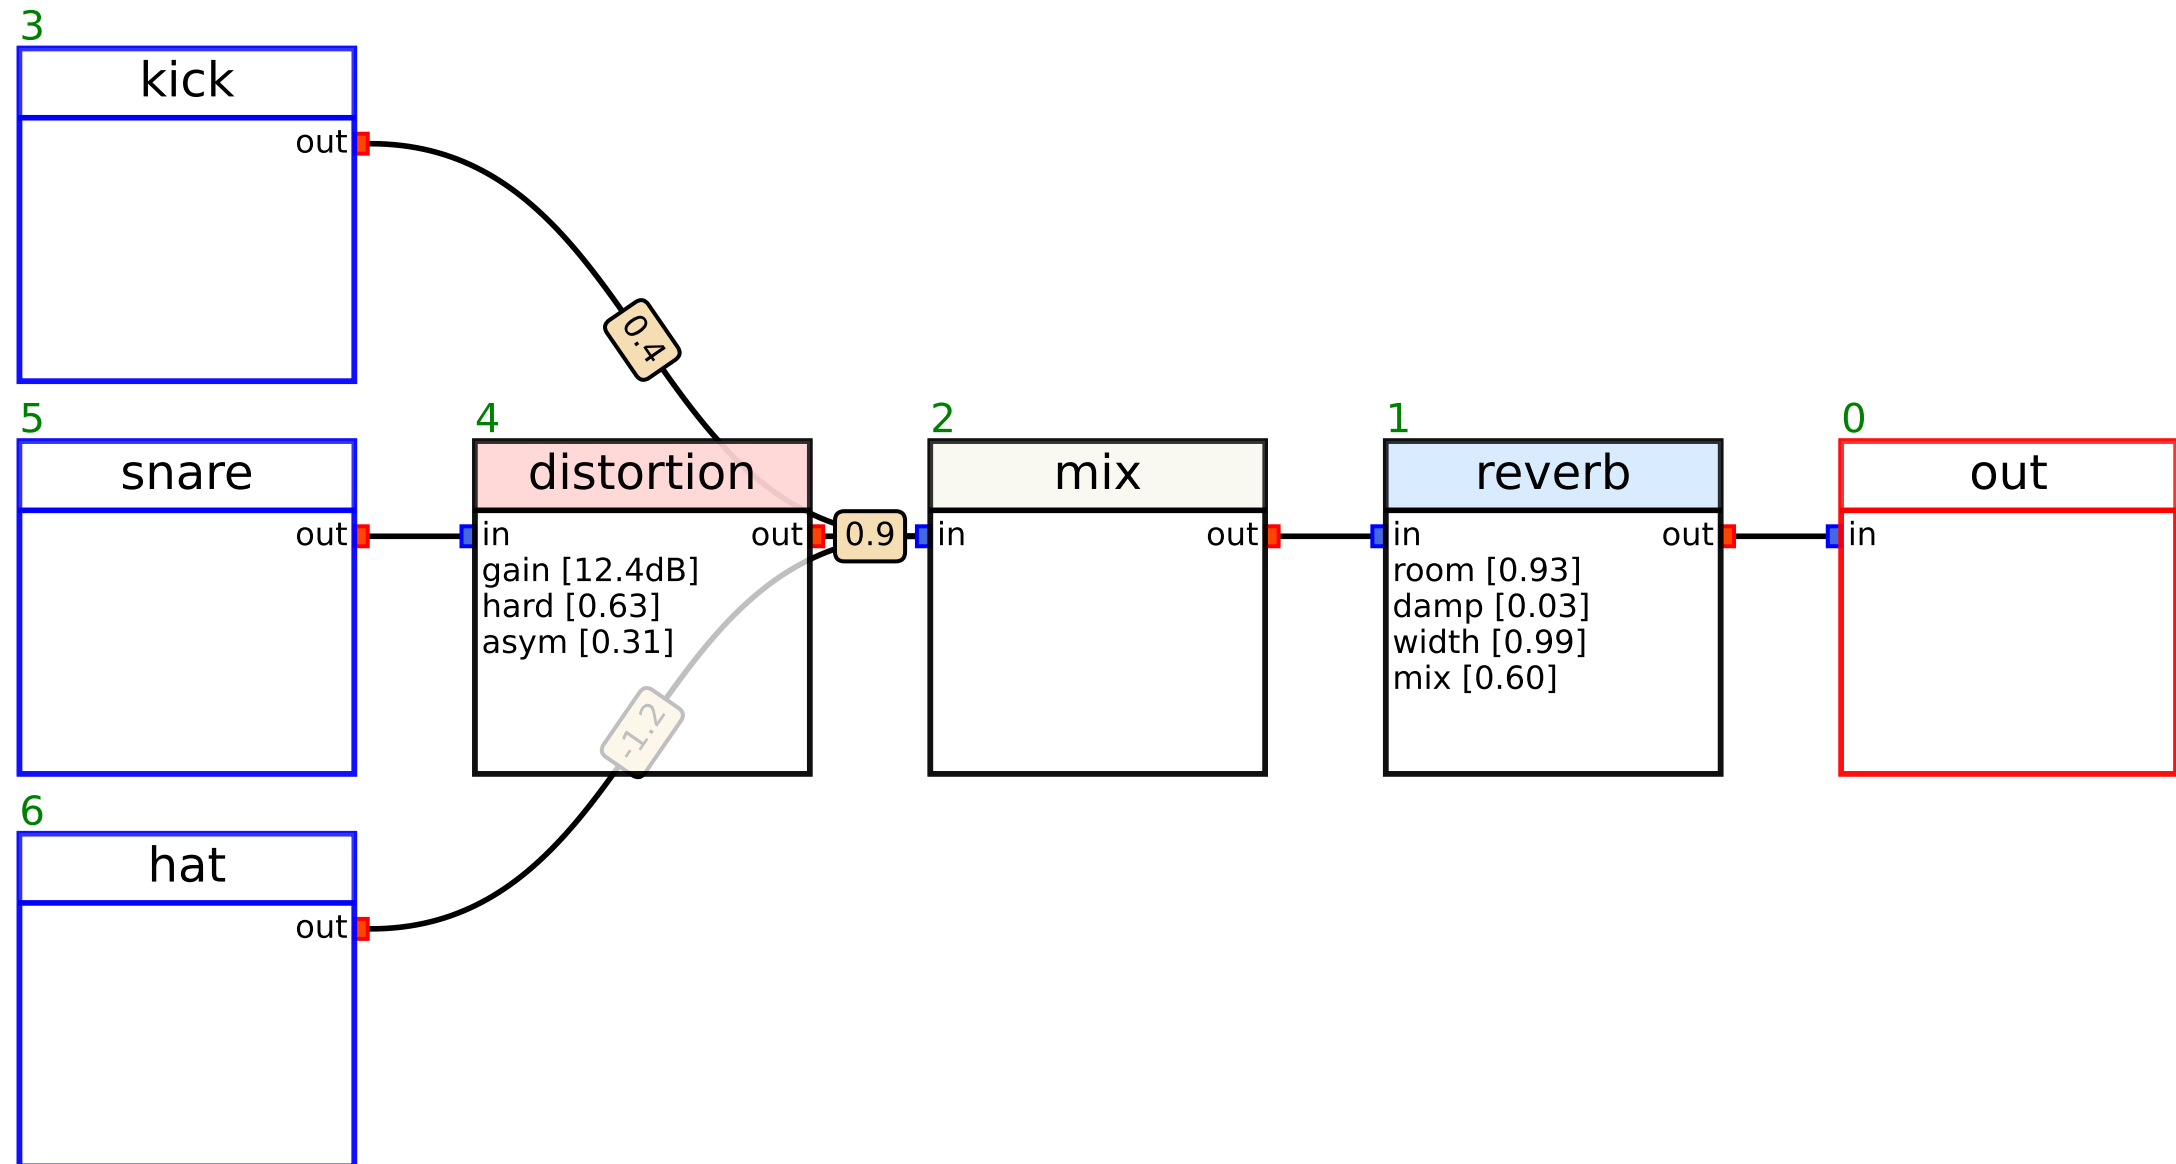 3
kick
out
0.4
5
snare
out
4
distortion
in
out
gain [12.4dB]
hard [0.63]
asym [0.31]
-1.2
0.9
2
mix
in
out
1
reverb
in
out
room [0.93]
damp [0.03]
width [0.99]
mix [0.60]
0
out
in
6
hat
out